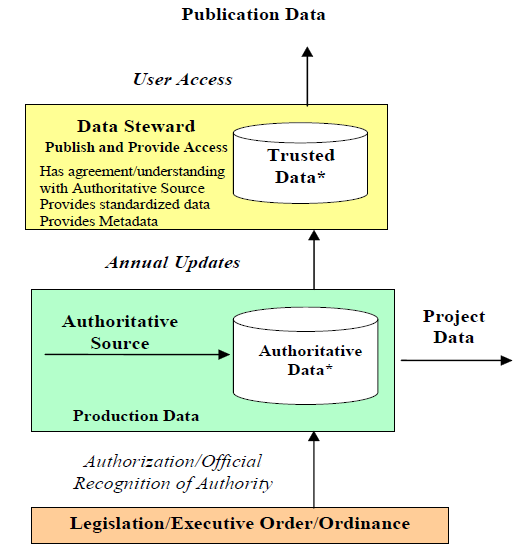 Publication Data
User Access
Data Steward
Publish and Provide Access
Has agreement/understanding
with Authoritative Source
Provides standardized data
Provides Metadata
Trusted
Data*
Annual Updates
Authoritative
Source
Authoritative
Data*
Production Data
Project
Data
Authorization/Official
Recognition of Authority
Legislation/Executive Order/Ordinance